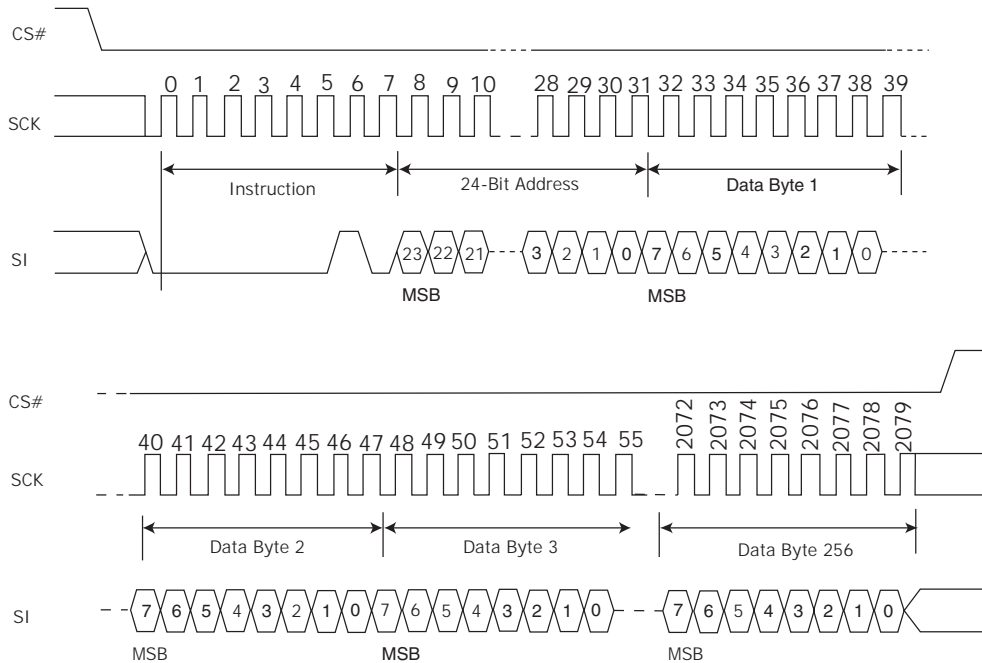 CS#
0 1 2 3 4 5 6 7 8 9 10 28 29 30 31 32 33 34 35 36 37 38 39
SCK
Instruction 24-Bit Address Data Byte 1
SI 23 22 21 3 2 1 0 7 6 5 4 3 2 1 0
MSB MSB
CS#
2072 2073 2074 2075 2076 2077 2078 2079
40 41 42 43 44 45 46 47 48 49 50 51 52 53 54 55
SCK
Data Byte 2 Data Byte 3 Data Byte 256
SI 7 6 5 4 3 2 1 0 7 6 5 4 3 2 1 0 7 6 5 4 3 2 1 0
MSB MSB MSB